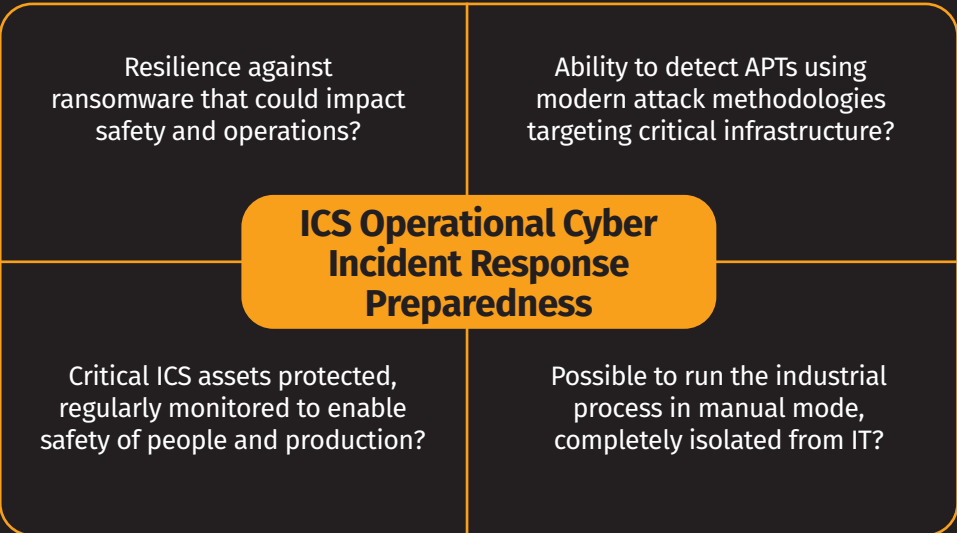 Resilience against
ransomware that could impact
safety and operations?
Ability to detect APTs using
modern attack methodologies
targeting critical infrastructure?
ICS Operational Cyber
Incident Response
Preparedness
Critical ICS assets protected,
regularly monitored to enable
safety of people and production?
Possible to run the industrial
process in manual mode,
completely isolated from IT?